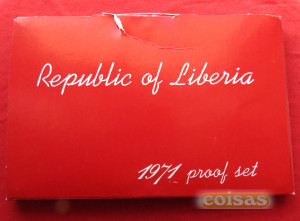 Republic of Liberia
1971 proof set
coisas